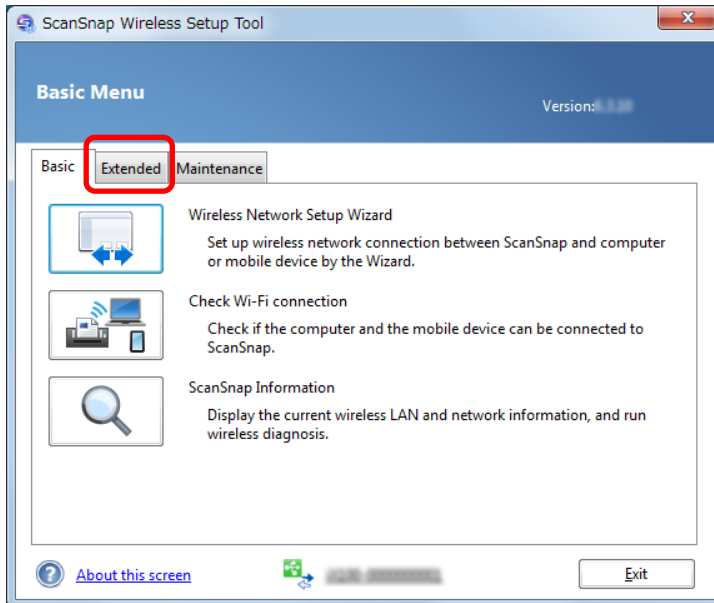 ScanSnap Wireless Setup Tool
Basic Menu
Version:
Basic Extended Maintenance
Wireless Network Setup Wizard
Set up wireless network connection between ScanSnap and computer
or mobile device by the Wizard.
Check Wi-Fi connection
Check if the computer and the mobile device can be connected to
ScanSnap.
ScanSnap Information
Display the current wireless LAN and network information, and run
wireless diagnosis.
About this screen
Exit